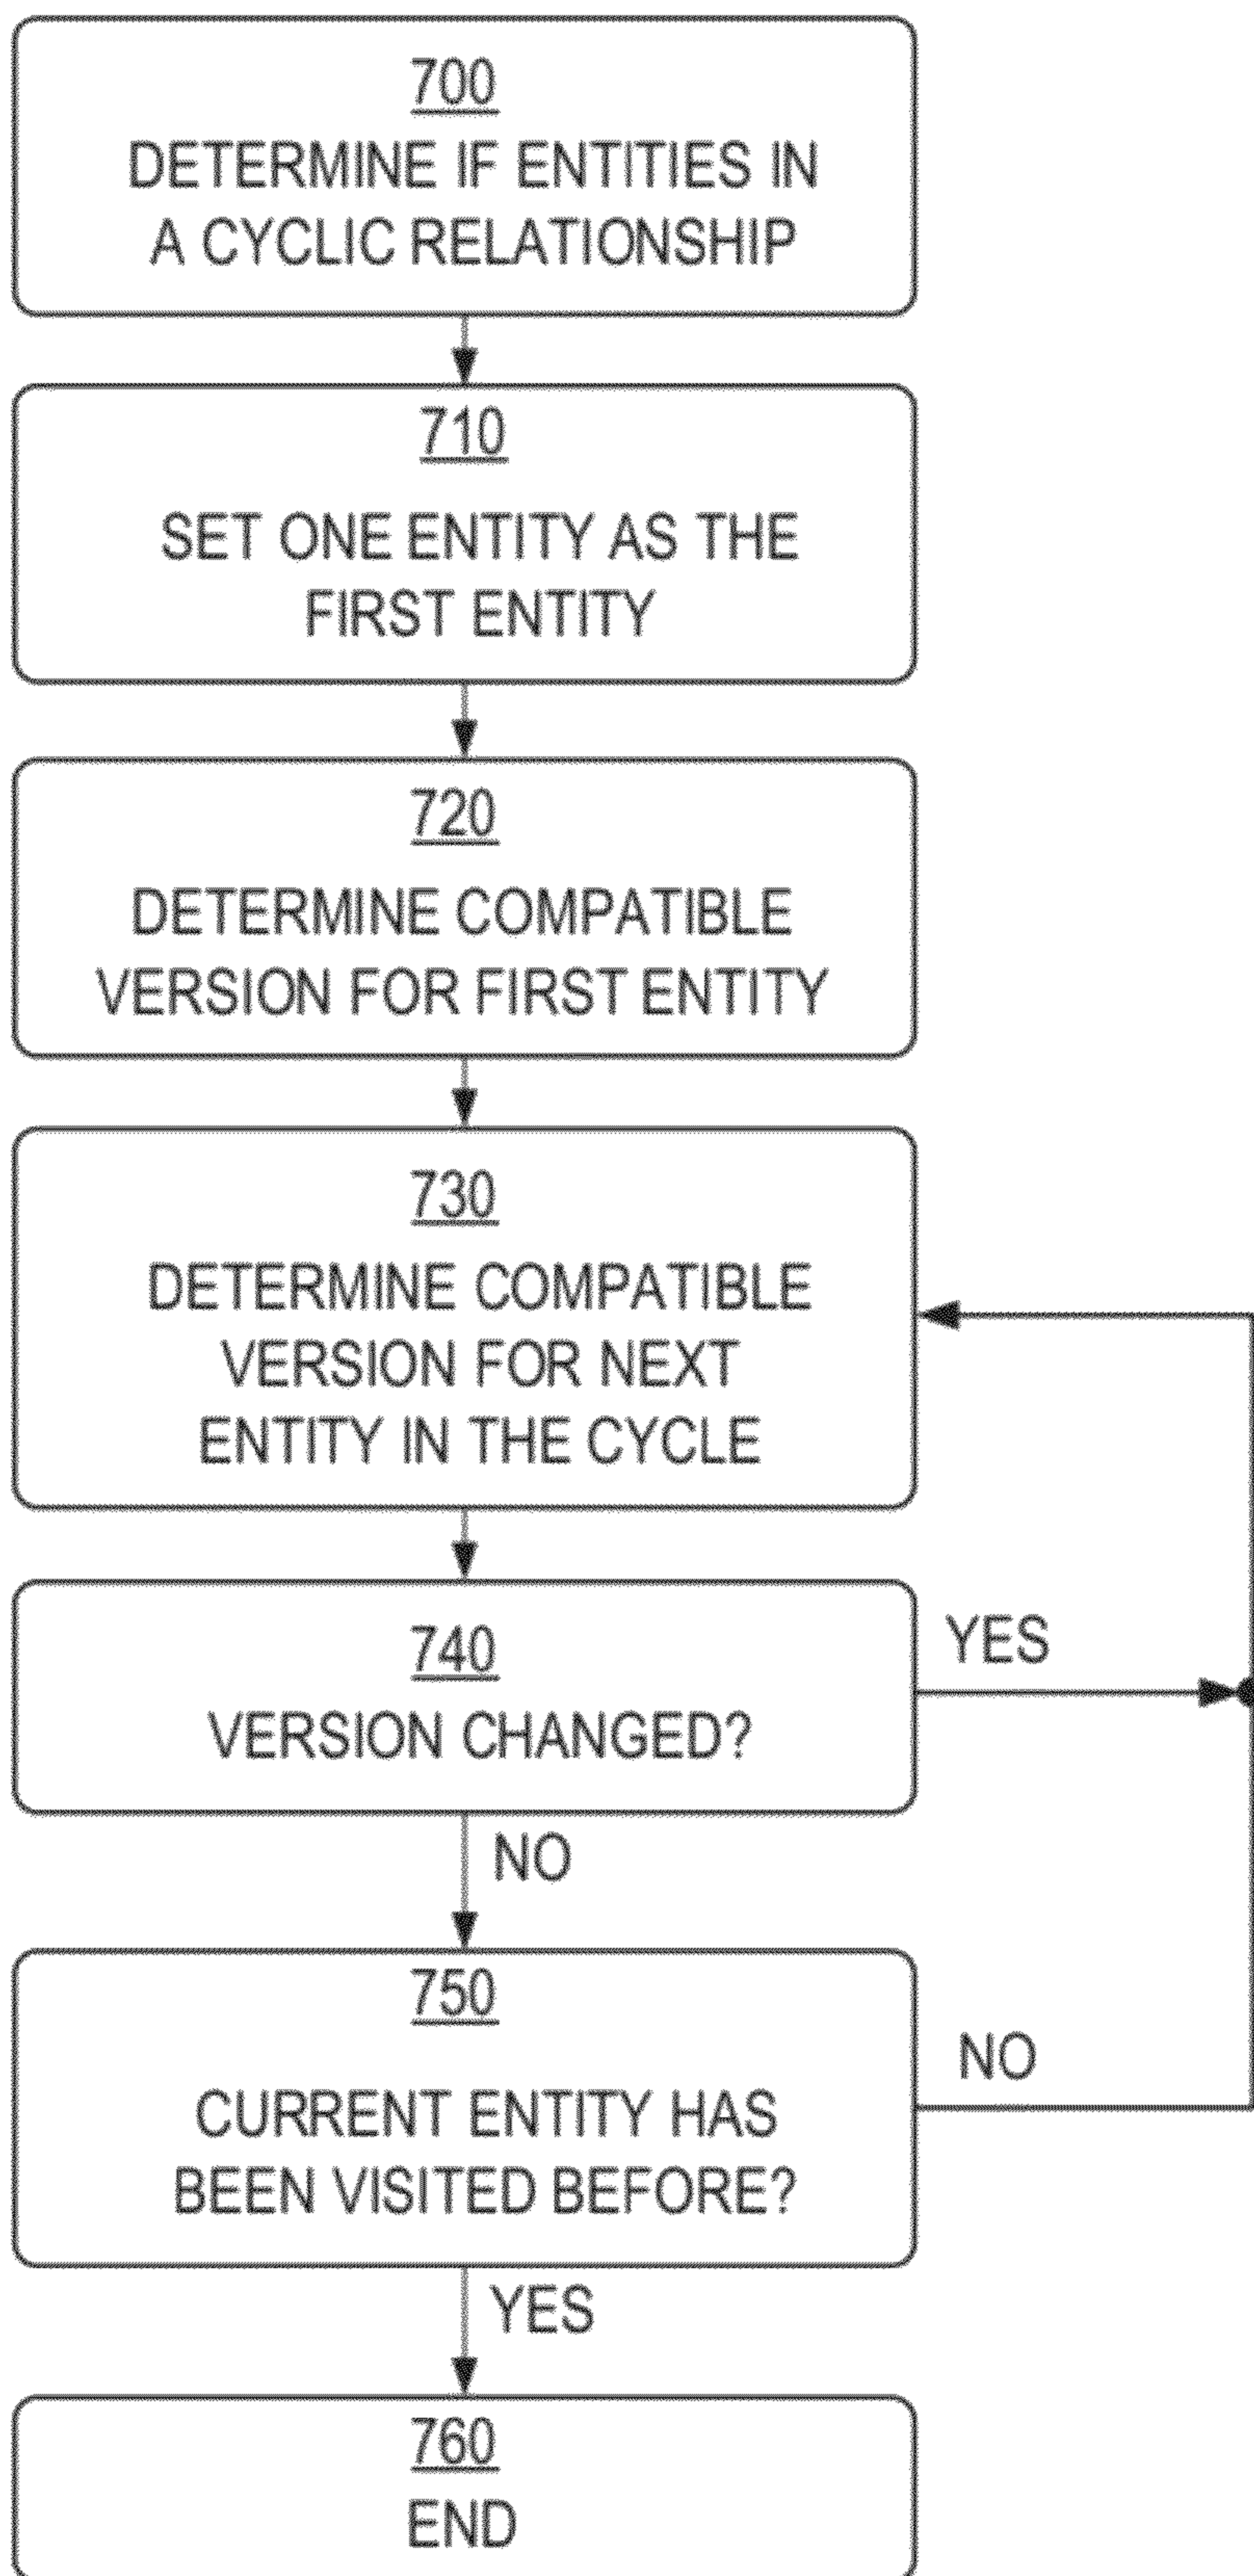 700
DETERMINE IF ENTITIES IN
A CYCLIC RELATIONSHIP
710
SET ONE ENTITY AS THE
FIRST ENTITY
720
DETERMINE COMPATIBLE
VERSION FOR FIRST ENTITY
730
DETERMINE COMPATIBLE
VERSION FOR NEXT
ENTITY IN THE CYCLE
740
VERSION CHANGED?
YES
NO
750
CURRENT ENTITY HAS
BEEN VISITED BEFORE?
NO
YES
760
END